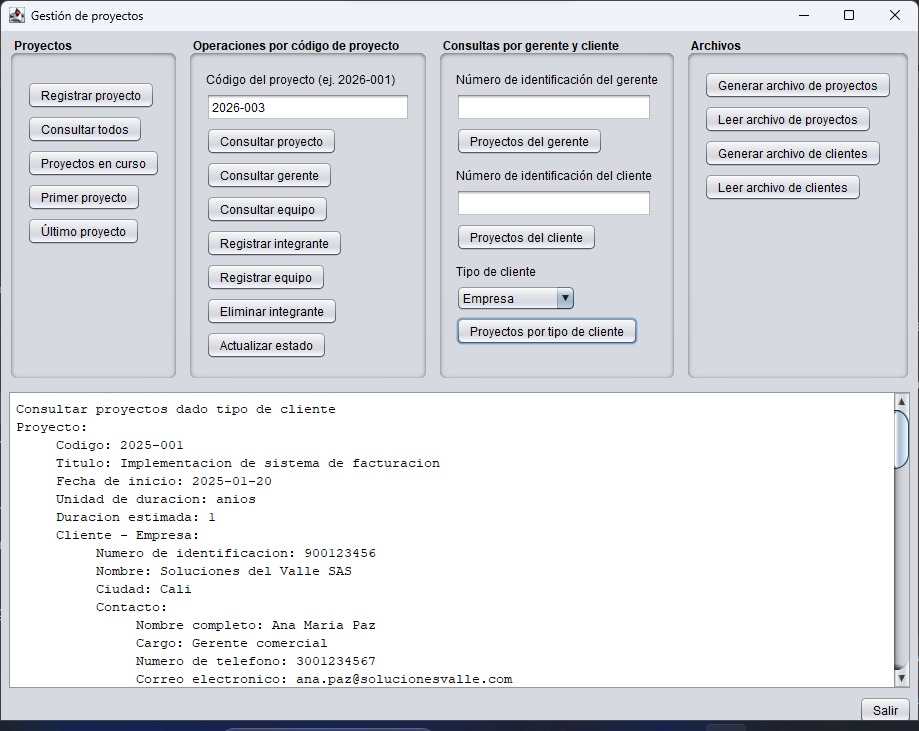 Gestión de proyectos
Proyectos
Registrar proyecto
Consultar todos
Proyectos en curso
Primer proyecto
Último proyecto
Operaciones por código de proyecto
Código del proyecto (ej. 2026-001)
2026-003
Consultar proyecto
Consultar gerente
Consultar equipo
Registrar integrante
Registrar equipo
Eliminar integrante
Actualizar estado
Consultas por gerente y cliente
Número de identificación del gerente
Proyectos del gerente
Número de identificación del cliente
Proyectos del cliente
Tipo de cliente
Empresa
Proyectos por tipo de cliente
Archivos
Generar archivo de proyectos
Leer archivo de proyectos
Generar archivo de clientes
Leer archivo de clientes
Consultar proyectos dado tipo de cliente
Proyecto:
Codigo: 2025-001
Titulo: Implementacion de sistema de facturacion
Fecha de inicio: 2025-01-20
Unidad de duracion: anios
Duracion estimada: 1
Cliente - Empresa:
Numero de identificacion: 900123456
Nombre: Soluciones del Valle SAS
Ciudad: Cali
Contacto:
Nombre completo: Ana Maria Paz
Cargo: Gerente comercial
Numero de telefono: 3001234567
Correo electronico: ana.paz@solucionesvalle.com
Salir